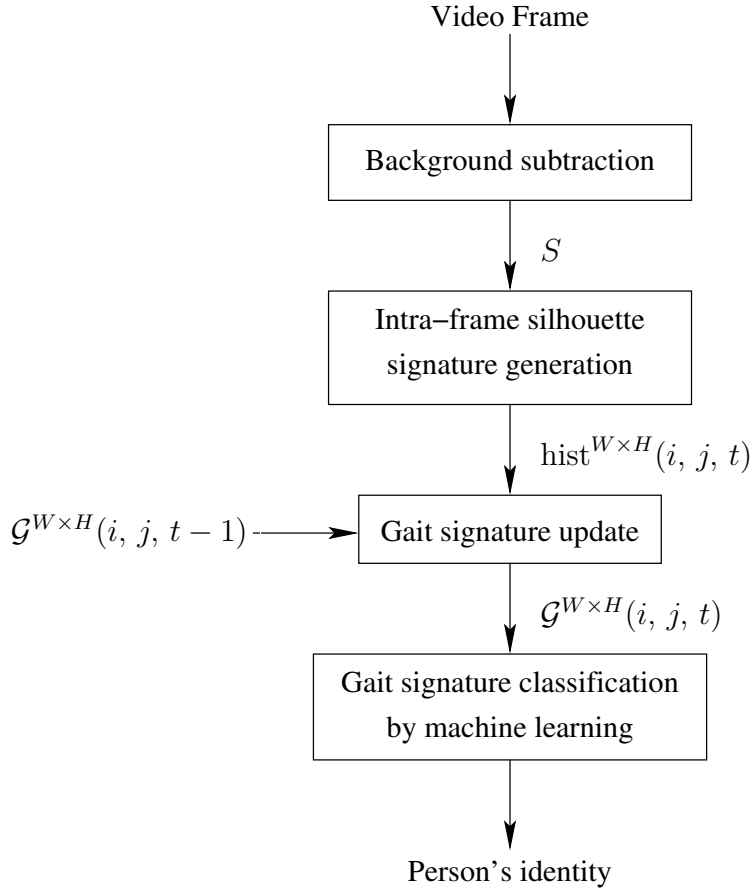 Video Frame
Background subtraction
S
Intra–frame silhouette
signature generation
hist^{W×H}(i, j, t)
𝒢^{W×H}(i, j, t − 1)
Gait signature update
𝒢^{W×H}(i, j, t)
Gait signature classification
by machine learning
Person's identity